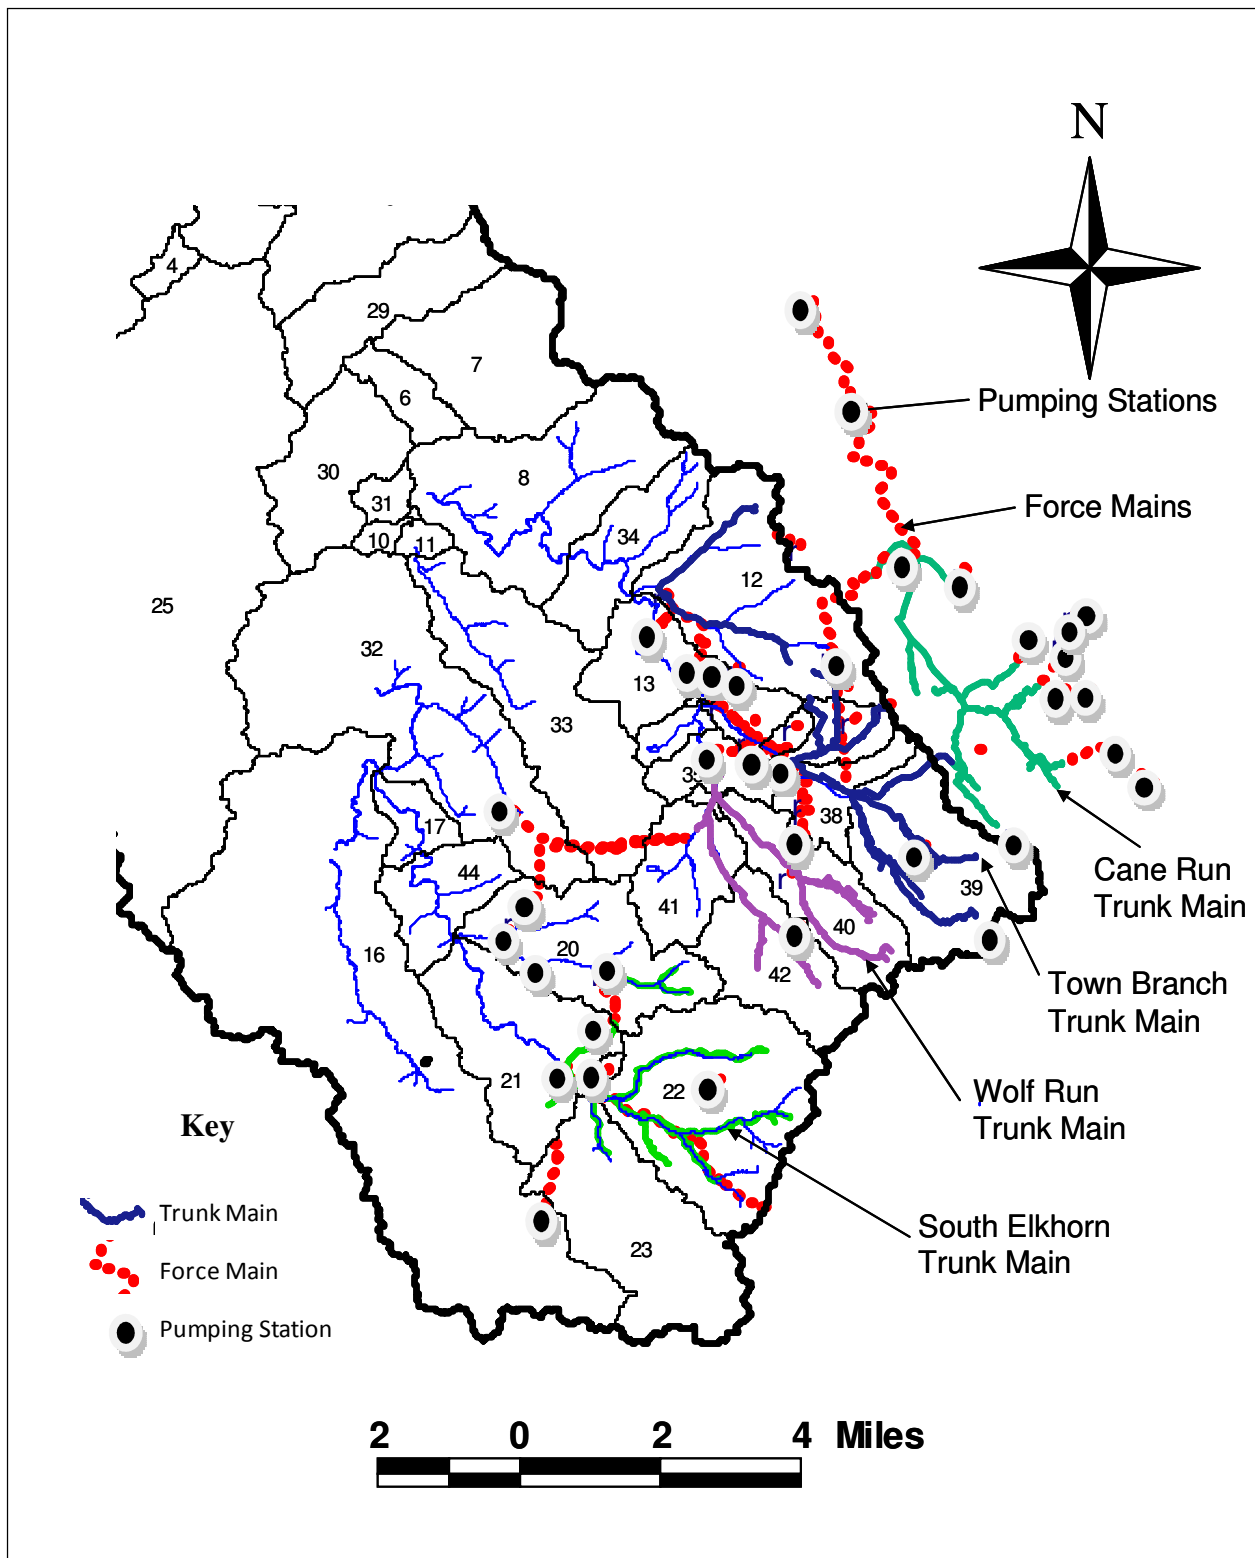 N
4
29
7
6
Pumping Stations
30
8
31
Force Mains
34
10
11
12
25
32
13
33
38
17
Cane Run
Trunk Main
44
39
41
40
20
16
42
Town Branch
Trunk Main
21
22
Wolf Run
Trunk Main
Key
Trunk Main
South Elkhorn
Trunk Main
23
Force Main
Pumping Station
2 0 2 4 Miles